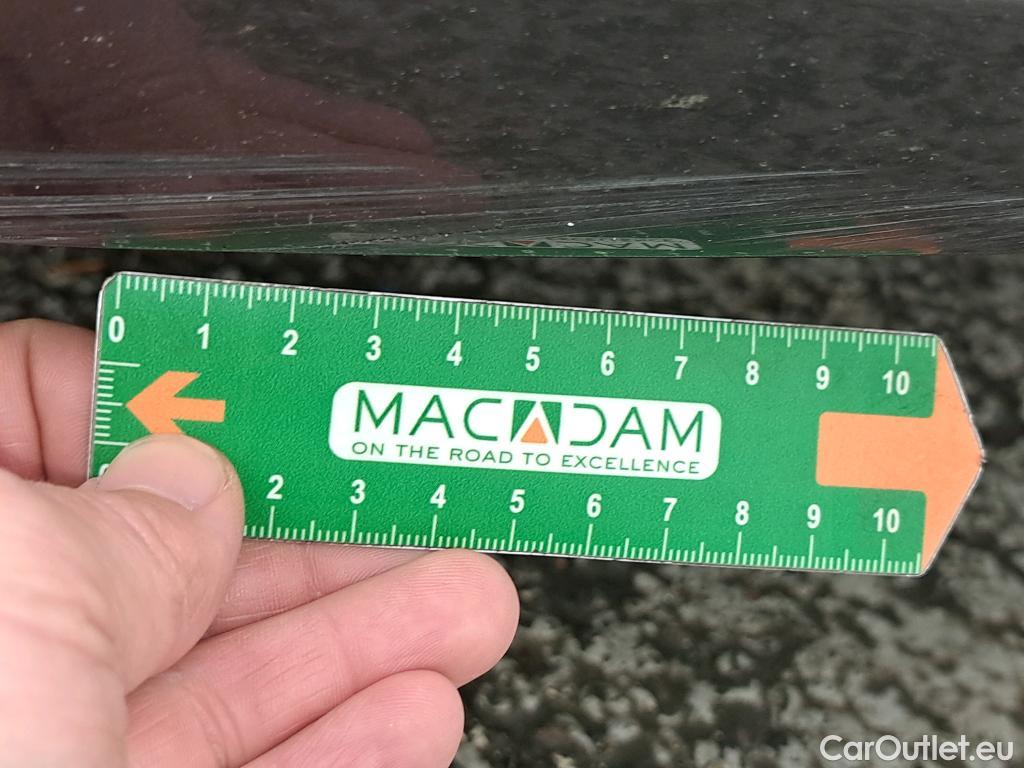 0 1 2 3 4 5 6 7 8 9 10
MACADAM
ON THE ROAD TO EXCELLENCE
2 3 4 5 6 7 8 9 10
CarOutlet.eu